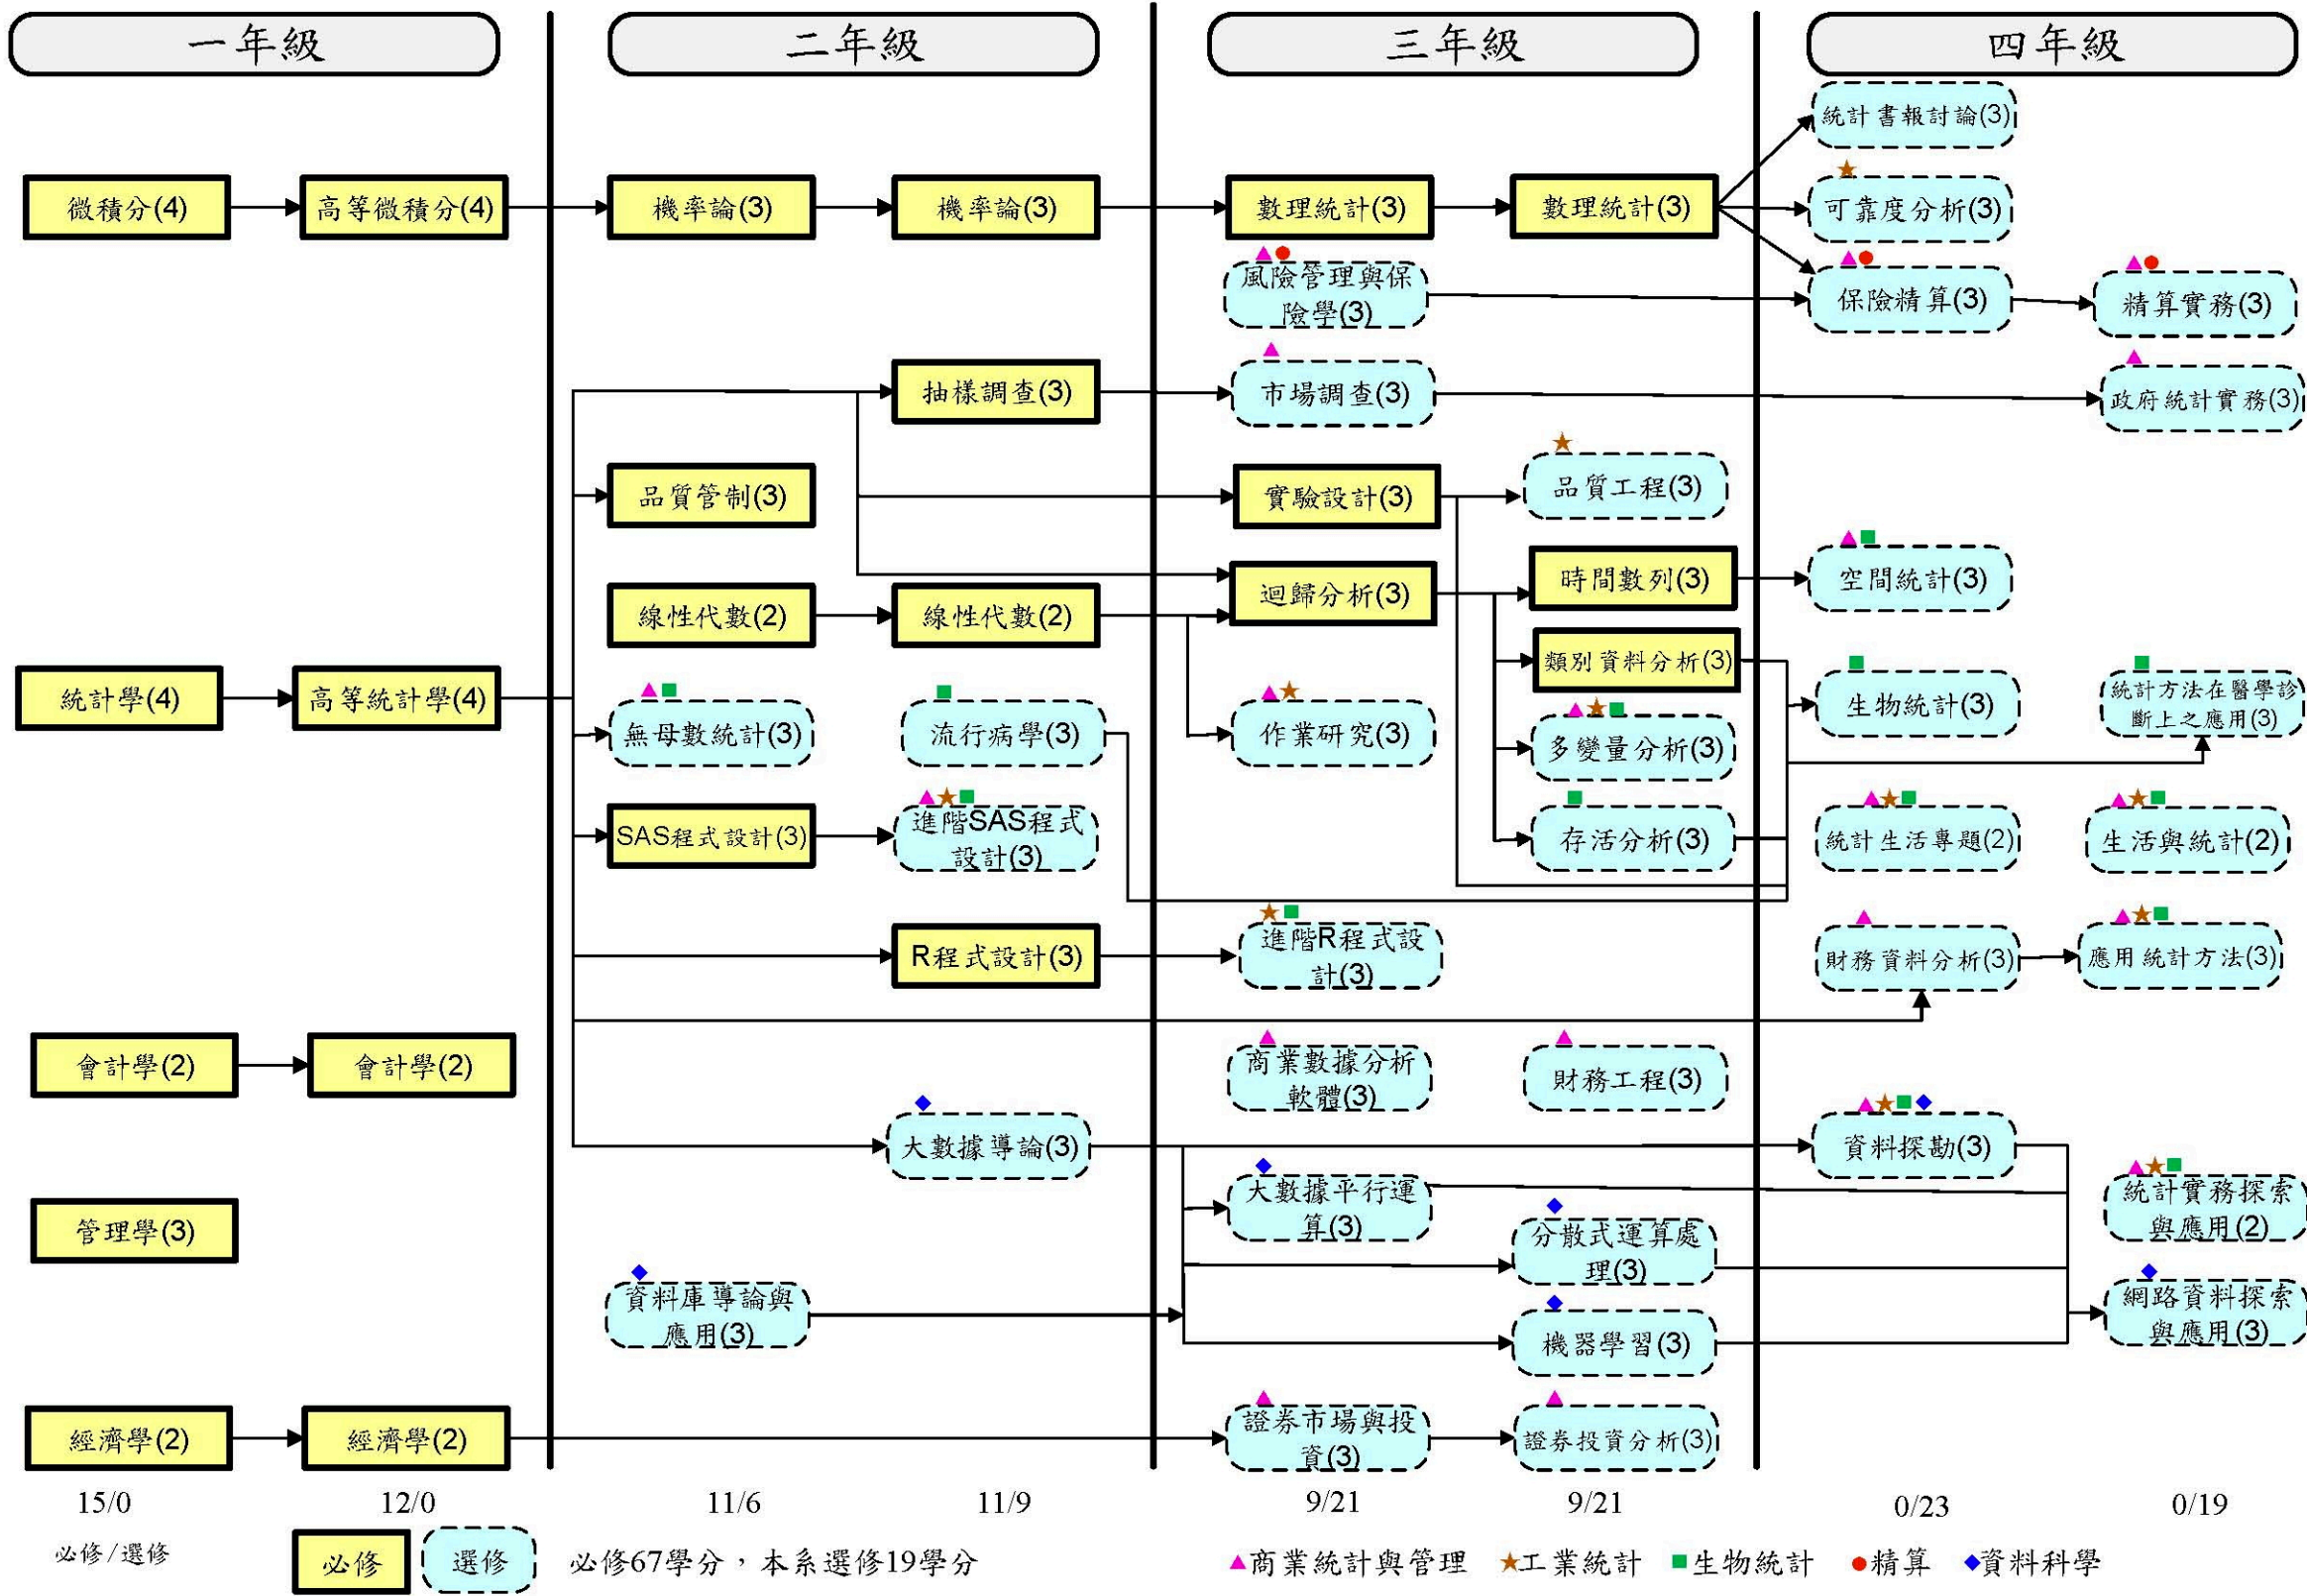 一年級
二年級
三年級
四年級
統計書報討論(3)
微積分(4)
高等微積分(4)
機率論(3)
機率論(3)
數理統計(3)
數理統計(3)
可靠度分析(3)
風險管理與保
險學(3)
保險精算(3)
精算實務(3)
抽樣調查(3)
市場調查(3)
政府統計實務(3)
品質管制(3)
實驗設計(3)
品質工程(3)
線性代數(2)
線性代數(2)
迴歸分析(3)
時間數列(3)
空間統計(3)
類別資料分析(3)
統計學(4)
高等統計學(4)
無母數統計(3)
流行病學(3)
作業研究(3)
多變量分析(3)
生物統計(3)
統計方法在醫學診
斷上之應用(3)
SAS程式設計(3)
進階SAS程式
設計(3)
存活分析(3)
統計生活專題(2)
生活與統計(2)
R程式設計(3)
進階R程式設
計(3)
財務資料分析(3)
應用統計方法(3)
會計學(2)
會計學(2)
商業數據分析
軟體(3)
財務工程(3)
大數據導論(3)
資料探勘(3)
管理學(3)
大數據平行運
算(3)
分散式運算處
理(3)
統計實務探索
與應用(2)
資料庫導論與
應用(3)
機器學習(3)
網路資料探索
與應用(3)
經濟學(2)
經濟學(2)
證券市場與投
資(3)
證券投資分析(3)
15/0
12/0
11/6
11/9
9/21
9/21
0/23
0/19
必修/選修
必修
選修
必修67學分，本系選修19學分
商業統計與管理
工業統計
生物統計
精算
資料科學